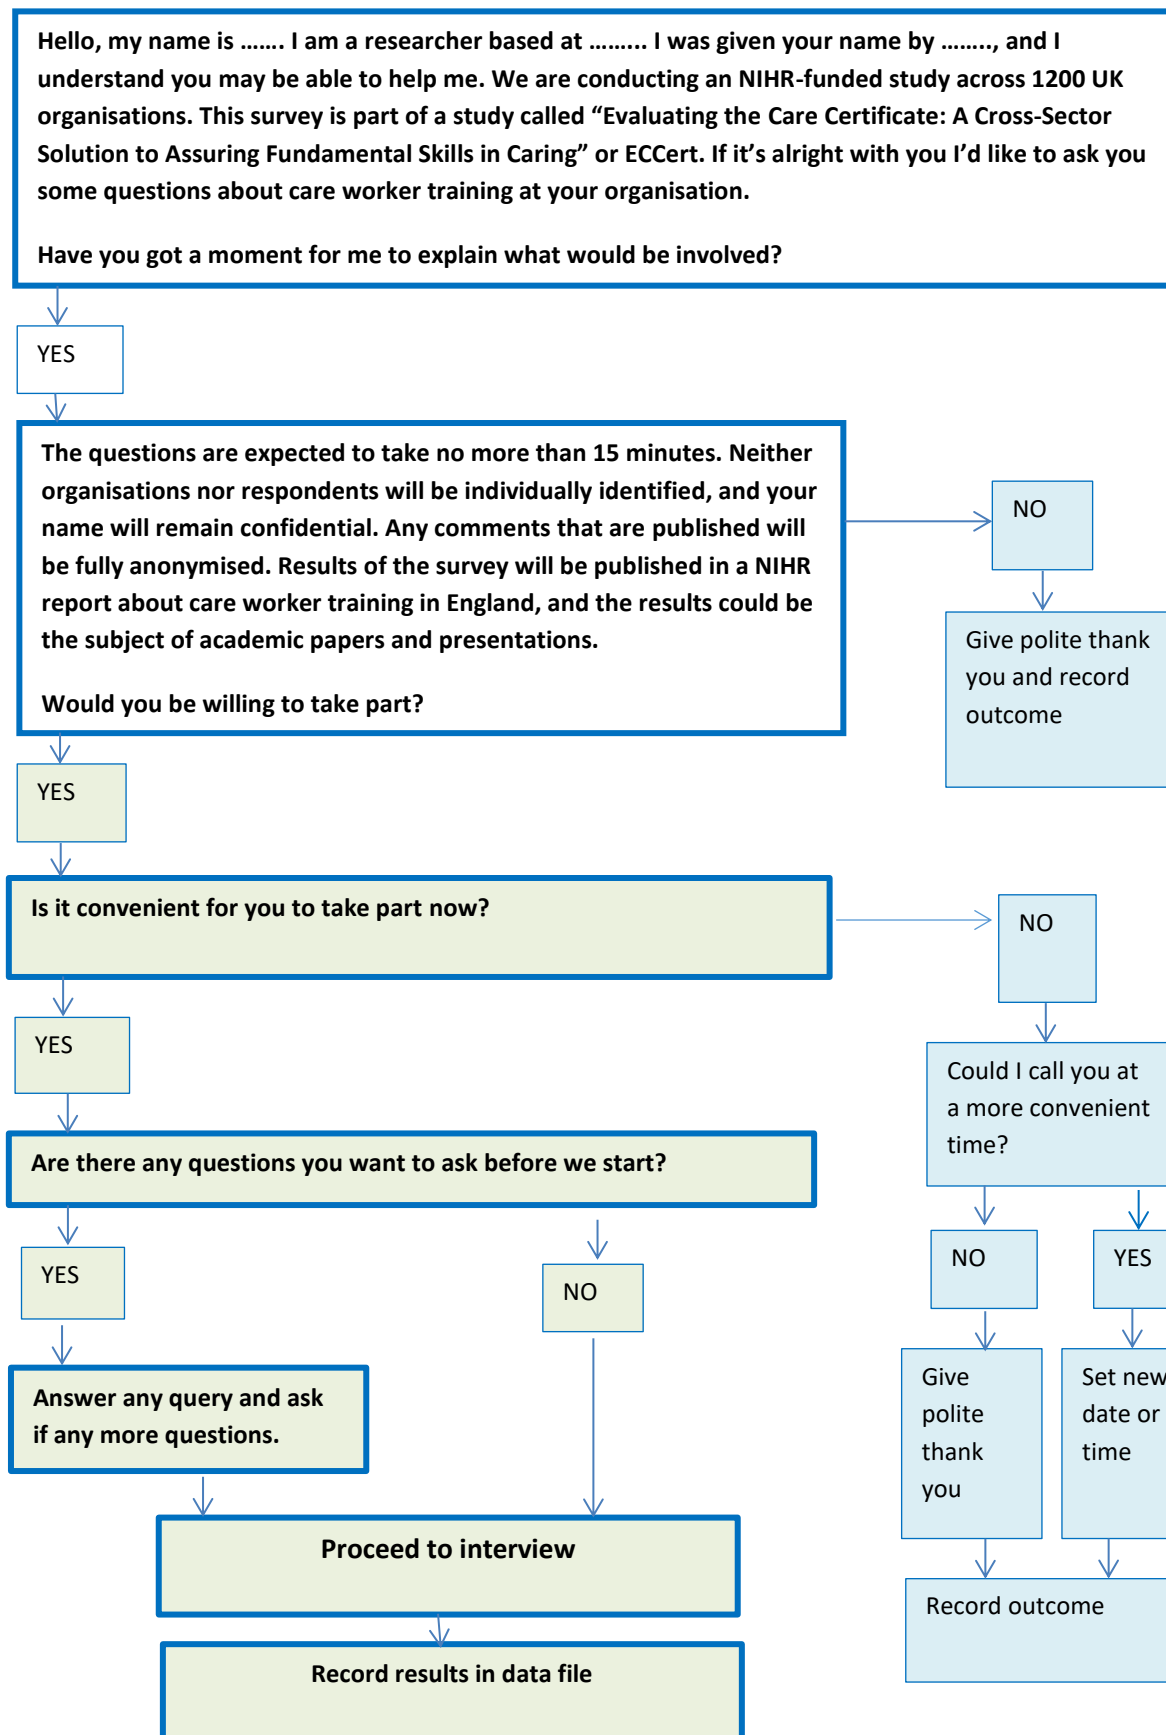 Hello, my name is ……. I am a researcher based at ……... I was given your name by …….., and I
understand you may be able to help me. We are conducting an NIHR-funded study across 1200 UK
organisations. This survey is part of a study called “Evaluating the Care Certificate: A Cross-Sector
Solution to Assuring Fundamental Skills in Caring” or ECCert. If it’s alright with you I’d like to ask you
some questions about care worker training at your organisation.
Have you got a moment for me to explain what would be involved?
YES
The questions are expected to take no more than 15 minutes. Neither
organisations nor respondents will be individually identified, and your
name will remain confidential. Any comments that are published will
be fully anonymised. Results of the survey will be published in a NIHR
report about care worker training in England, and the results could be
the subject of academic papers and presentations.
Would you be willing to take part?
NO
Give polite thank
you and record
outcome
YES
Is it convenient for you to take part now?
NO
YES
Could I call you at
a more convenient
time?
Are there any questions you want to ask before we start?
NO
YES
YES
NO
Give
polite
thank
you
Set new
date or
time
Answer any query and ask
if any more questions.
Proceed to interview
Record outcome
Record results in data file